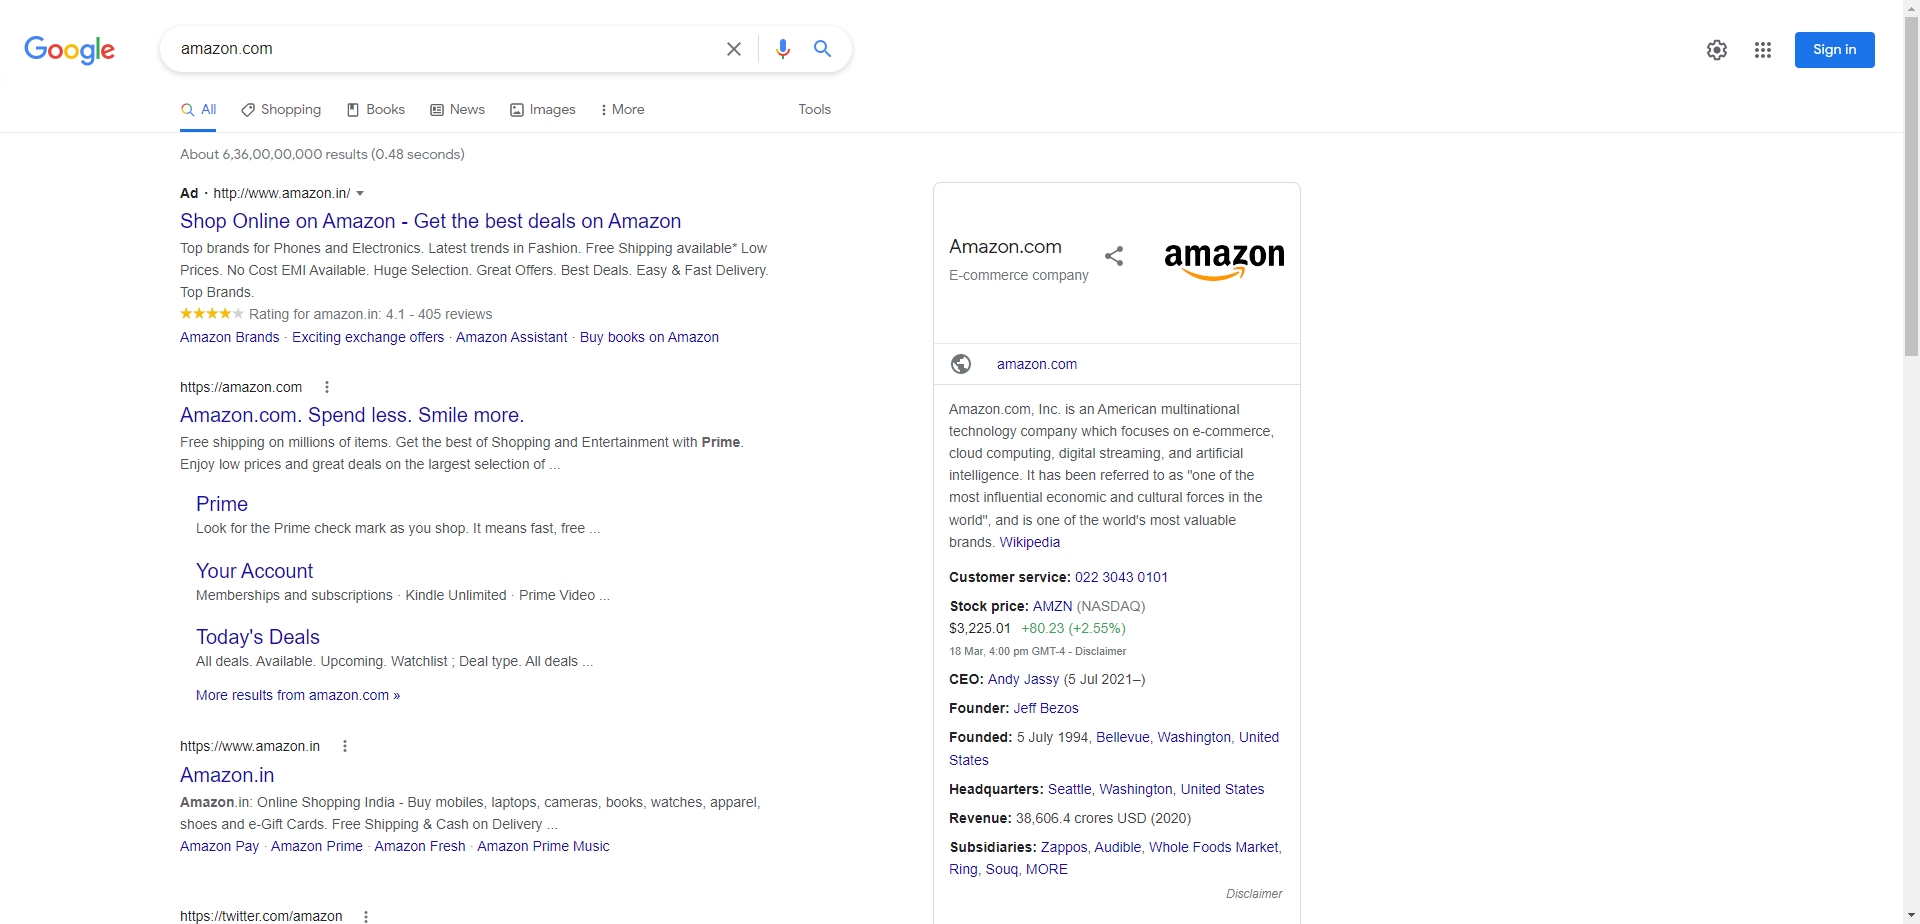 Google
amazon.com
Sign in
All
Shopping
Books
News
Images
More
Tools
About 6,36,00,00,000 results (0.48 seconds)
Ad · http://www.amazon.in/
Shop Online on Amazon - Get the best deals on Amazon
Top brands for Phones and Electronics. Latest trends in Fashion. Free Shipping available* Low
Prices. No Cost EMI Available. Huge Selection. Great Offers. Best Deals. Easy & Fast Delivery.
Top Brands.
Rating for amazon.in: 4.1 - 405 reviews
Amazon Brands · Exciting exchange offers · Amazon Assistant · Buy books on Amazon
https://amazon.com
Amazon.com. Spend less. Smile more.
Free shipping on millions of items. Get the best of Shopping and Entertainment with Prime.
Enjoy low prices and great deals on the largest selection of ...
Prime
Look for the Prime check mark as you shop. It means fast, free ...
Your Account
Memberships and subscriptions · Kindle Unlimited · Prime Video ...
Today's Deals
All deals. Available. Upcoming. Watchlist ; Deal type. All deals ...
More results from amazon.com »
https://www.amazon.in
Amazon.in
Amazon.in: Online Shopping India - Buy mobiles, laptops, cameras, books, watches, apparel,
shoes and e-Gift Cards. Free Shipping & Cash on Delivery ...
Amazon Pay · Amazon Prime · Amazon Fresh · Amazon Prime Music
https://twitter.com/amazon
Amazon.com
E-commerce company
amazon
amazon.com
Amazon.com, Inc. is an American multinational
technology company which focuses on e-commerce,
cloud computing, digital streaming, and artificial
intelligence. It has been referred to as "one of the
most influential economic and cultural forces in the
world", and is one of the world's most valuable
brands. Wikipedia
Customer service: 022 3043 0101
Stock price: AMZN (NASDAQ)
$3,225.01 +80.23 (+2.55%)
18 Mar, 4:00 pm GMT-4 - Disclaimer
CEO: Andy Jassy (5 Jul 2021–)
Founder: Jeff Bezos
Founded: 5 July 1994, Bellevue, Washington, United
States
Headquarters: Seattle, Washington, United States
Revenue: 38,606.4 crores USD (2020)
Subsidiaries: Zappos, Audible, Whole Foods Market,
Ring, Souq, MORE
Disclaimer